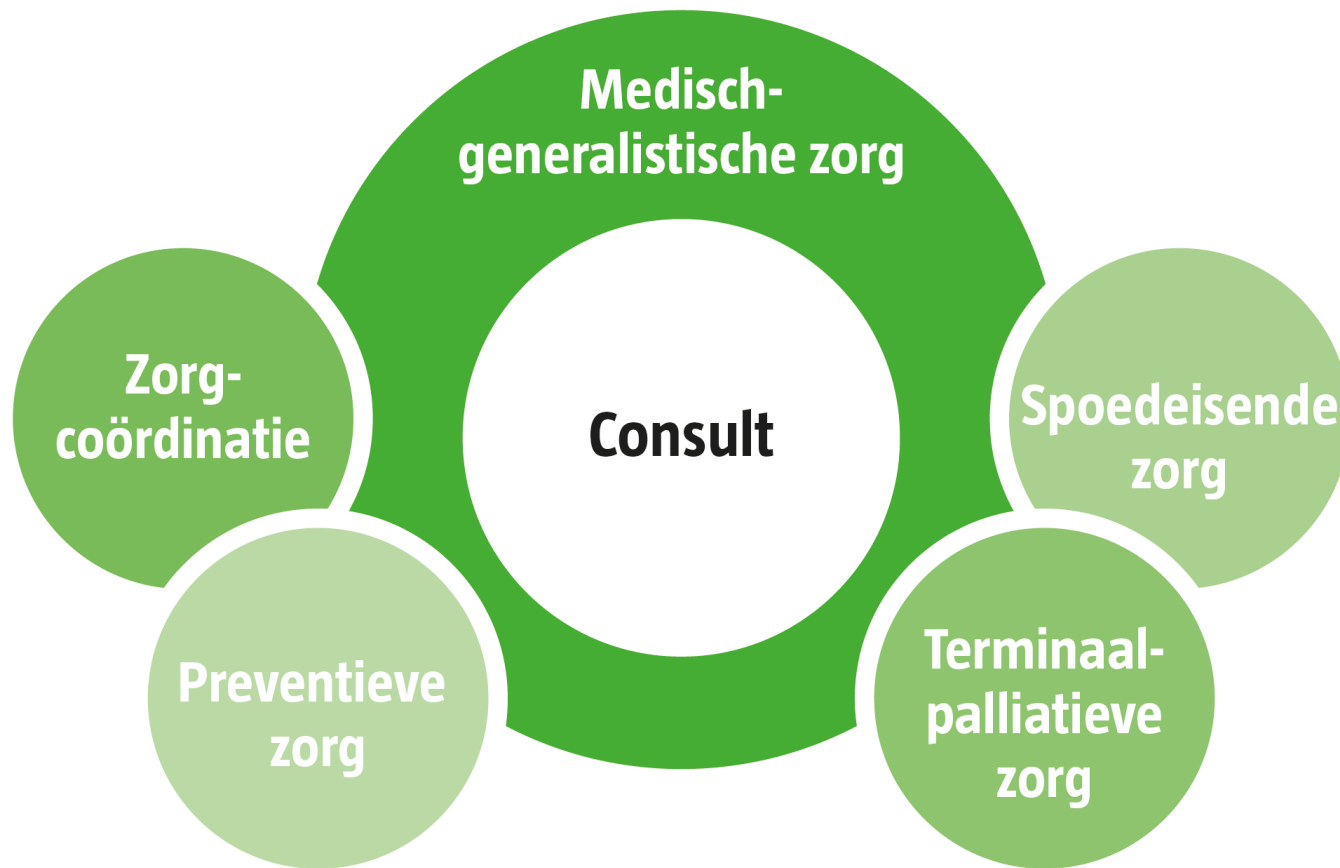 Medisch-
generalistische zorg
Zorg-
coördinatie
Consult
Spoedeisende
zorg
Preventieve
zorg
Terminaal-
palliatieve
zorg